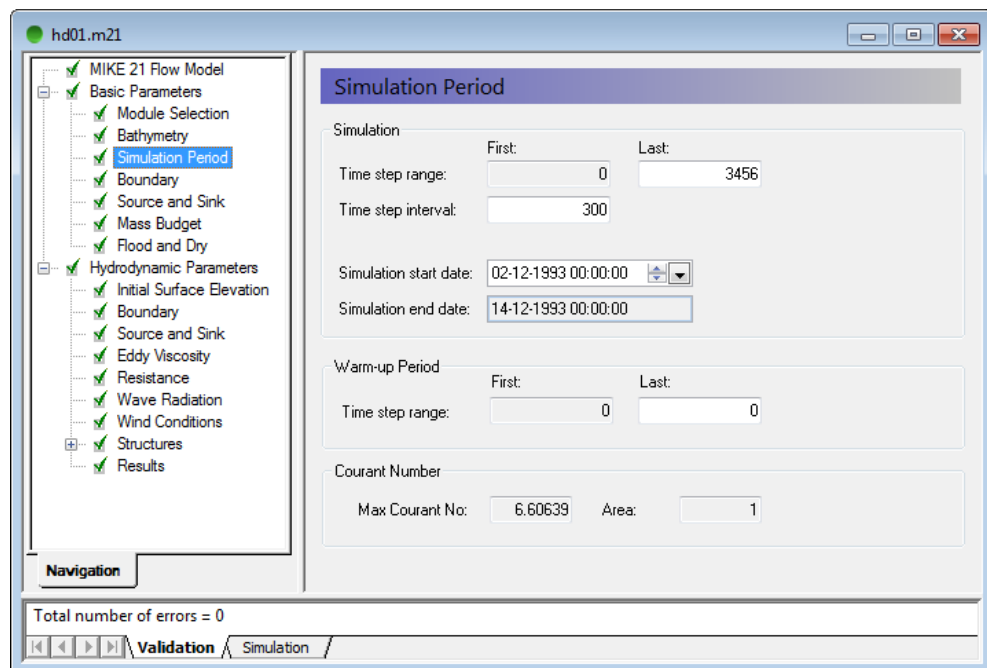 hd01.m21
MIKE 21 Flow Model
Basic Parameters
Module Selection
Bathymetry
Simulation Period
Boundary
Source and Sink
Mass Budget
Flood and Dry
Hydrodynamic Parameters
Initial Surface Elevation
Boundary
Source and Sink
Eddy Viscosity
Resistance
Wave Radiation
Wind Conditions
Structures
Results
Navigation
Simulation Period
Simulation
First: Last:
Time step range: 0 3456
Time step interval: 300
Simulation start date: 02-12-1993 00:00:00
Simulation end date: 14-12-1993 00:00:00
Warm-up Period
First: Last:
Time step range: 0 0
Courant Number
Max Courant No: 6.60639 Area: 1
Total number of errors = 0
Validation Simulation